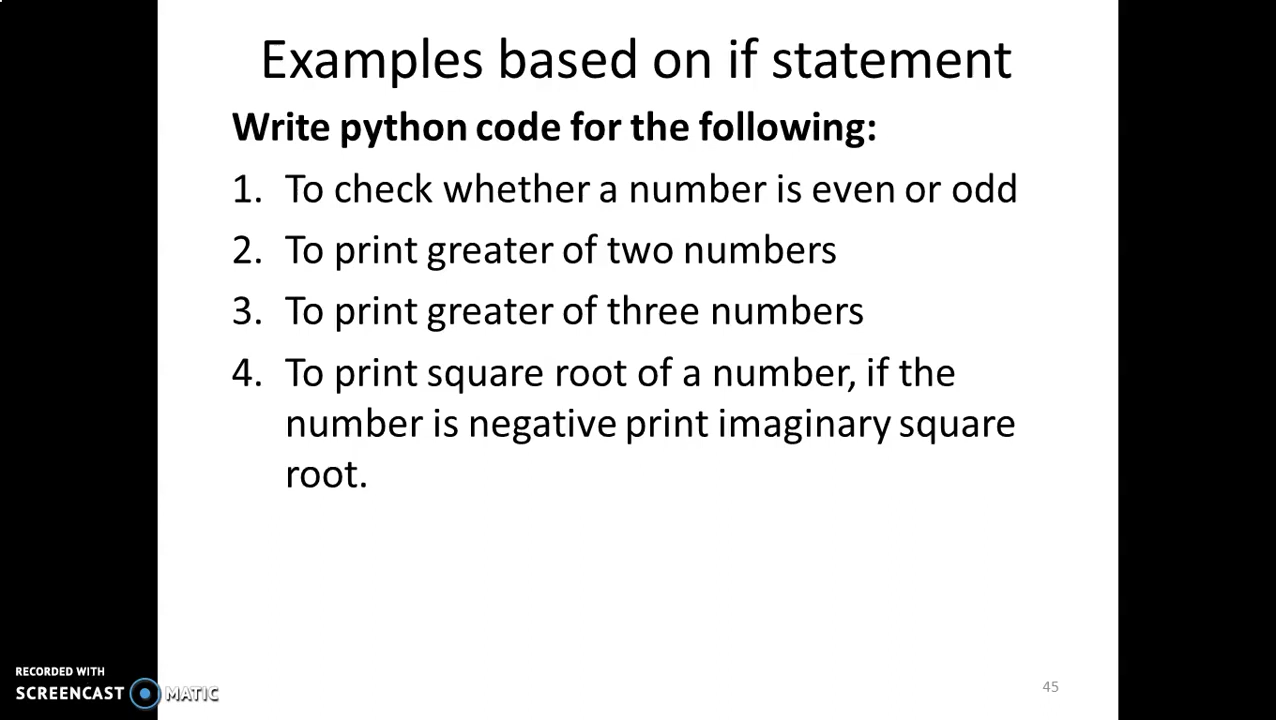 Examples based on if statement
Write python code for the following:
1. To check whether a number is even or odd
2. To print greater of two numbers
3. To print greater of three numbers
4. To print square root of a number, if the
number is negative print imaginary square
root.
RECORDED WITH
SCREENCAST MATIC
45